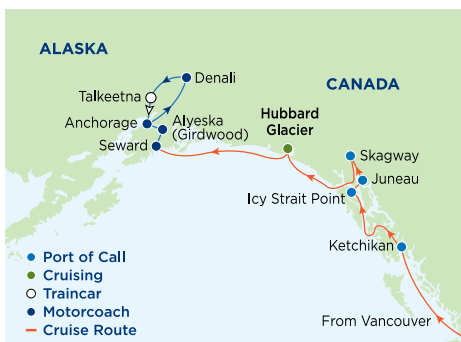 ALASKA
Denali
CANADA
Talkeetna
Hubbard
Glacier
Anchorage
Alyeska
(Girdwood)
Seward
Skagway
Juneau
Icy Strait Point
Ketchikan
Port of Call
Cruising
Traincar
Motorcoach
Cruise Route
From Vancouver